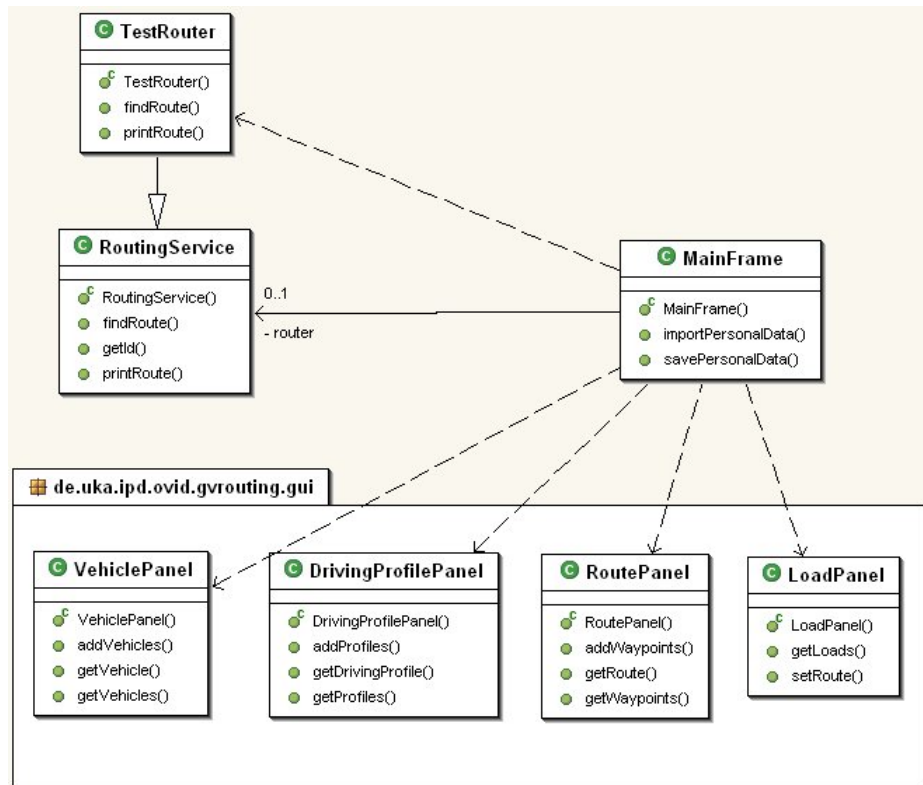 TestRouter
TestRouter()
findRoute()
printRoute()
RoutingService
RoutingService()
findRoute()
getId()
printRoute()
0..1
- router
MainFrame
MainFrame()
importPersonalData()
savePersonalData()
de.uka.ipd.ovid.gvrouting.gui
VehiclePanel
VehiclePanel()
addVehicles()
getVehicle()
getVehicles()
DrivingProfilePanel
DrivingProfilePanel()
addProfiles()
getDrivingProfile()
getProfiles()
RoutePanel
RoutePanel()
addWaypoints()
getRoute()
getWaypoints()
LoadPanel
LoadPanel()
getLoads()
setRoute()